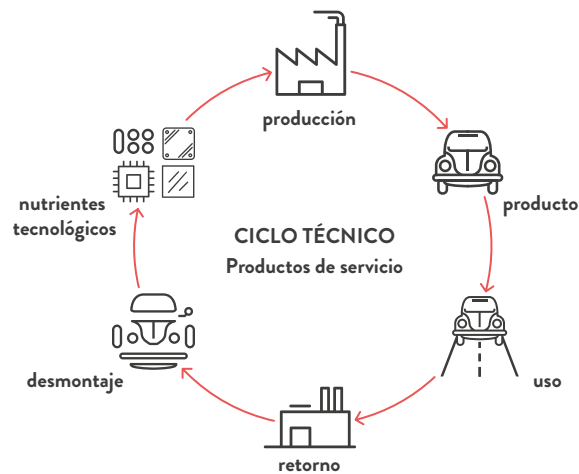 producción
producto
uso
retorno
desmontaje
nutrientes
tecnológicos
CICLO TÉCNICO
Productos de servicio